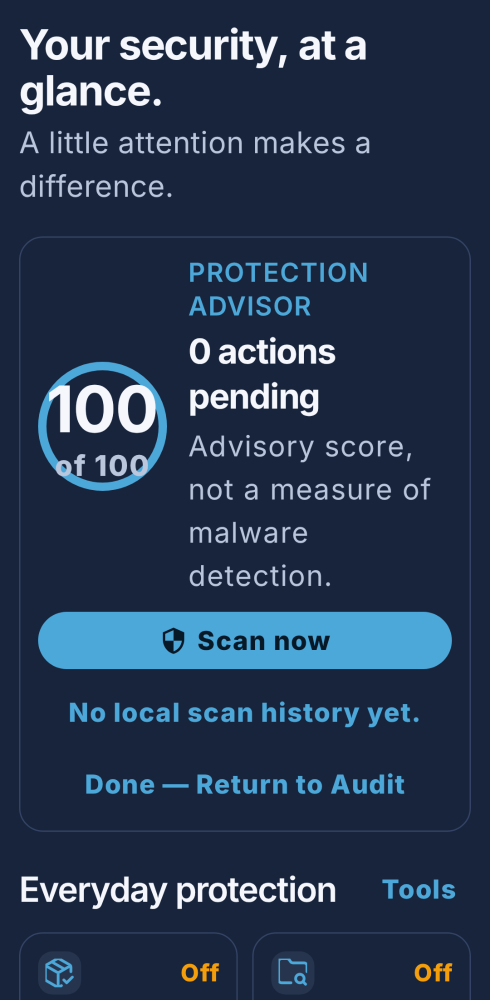 Your security, at a
glance.
A little attention makes a
difference.
PROTECTION
ADVISOR
0 actions
pending
100
of 100
Advisory score,
not a measure of
malware
detection.
Scan now
No local scan history yet.
Done — Return to Audit
Everyday protection
Tools
Off
Off